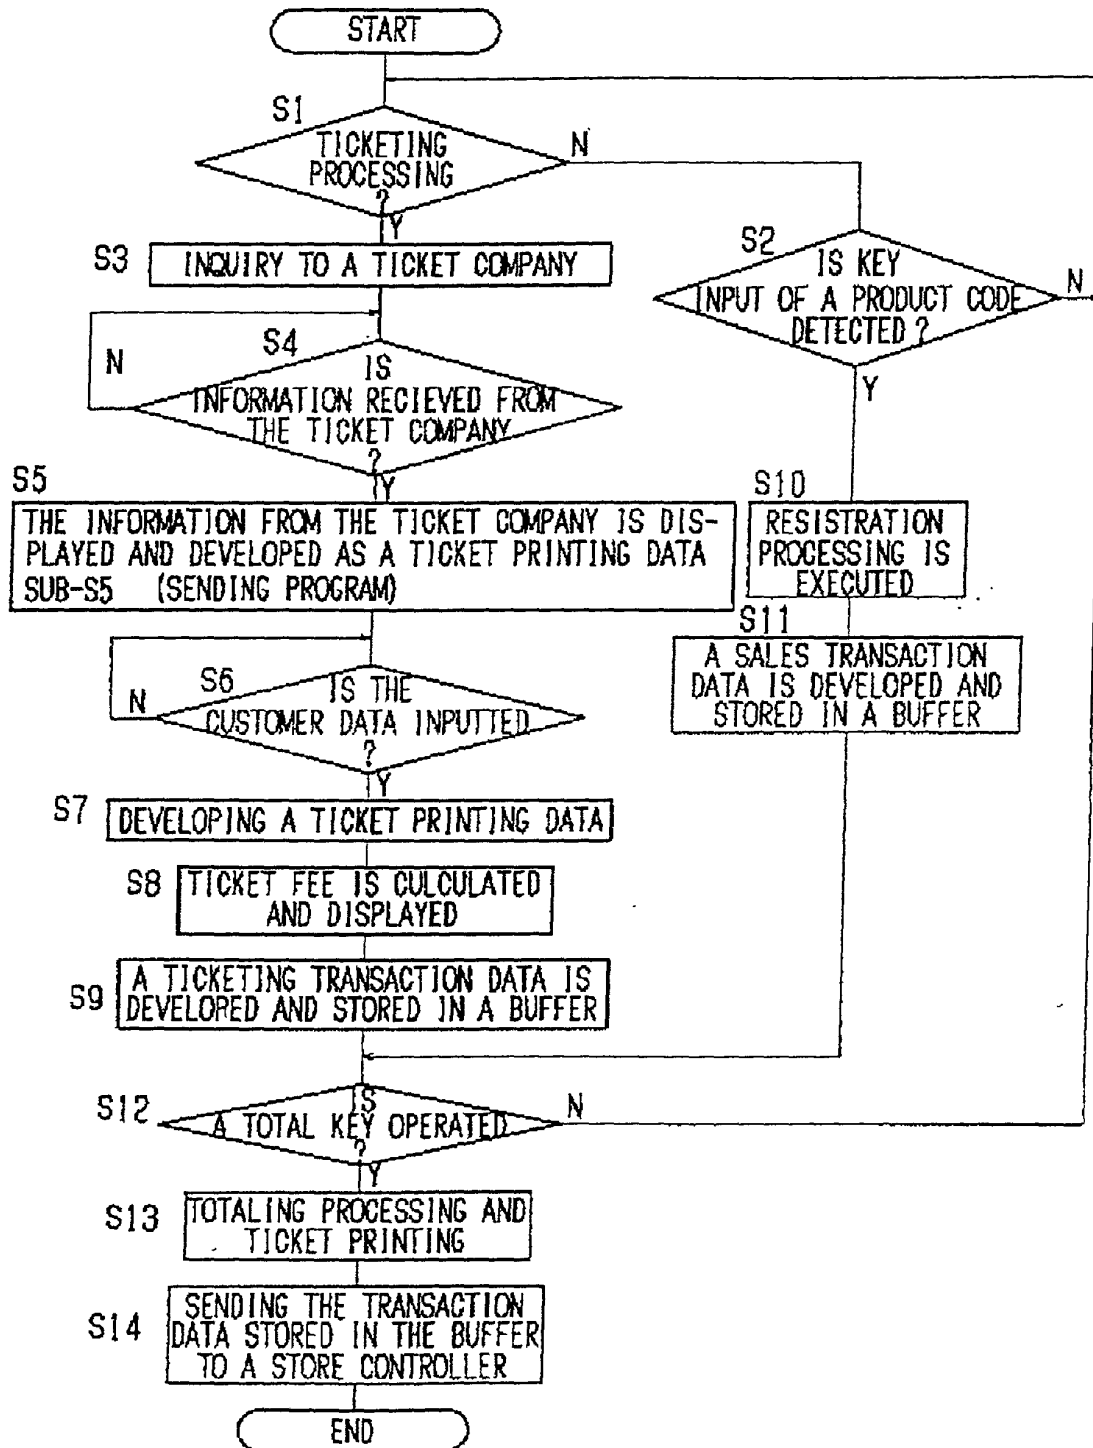 START
S1
TICKETING
PROCESSING
?
N
Y
S2
IS KEY
INPUT OF A PRODUCT CODE
DETECTED ?
N
Y
S3
INQUIRY TO A TICKET COMPANY
S4
IS
INFORMATION RECIEVED FROM
THE TICKET COMPANY
?
N
Y
S5
THE INFORMATION FROM THE TICKET COMPANY IS DIS-
PLAYED AND DEVELOPED AS A TICKET PRINTING DATA
SUB-S5 (SENDING PROGRAM)
S10
RESISTRATION
PROCESSING IS
EXECUTED
S11
A SALES TRANSACTION
DATA IS DEVELOPED AND
STORED IN A BUFFER
S6
IS THE
CUSTOMER DATA INPUTTED
?
N
Y
S7
DEVELOPING A TICKET PRINTING DATA
S8
TICKET FEE IS CULCULATED
AND DISPLAYED
S9
A TICKETING TRANSACTION DATA IS
DEVELOPED AND STORED IN A BUFFER
S12
IS
A TOTAL KEY OPERATED
?
N
Y
S13
TOTALING PROCESSING AND
TICKET PRINTING
S14
SENDING THE TRANSACTION
DATA STORED IN THE BUFFER
TO A STORE CONTROLLER
END